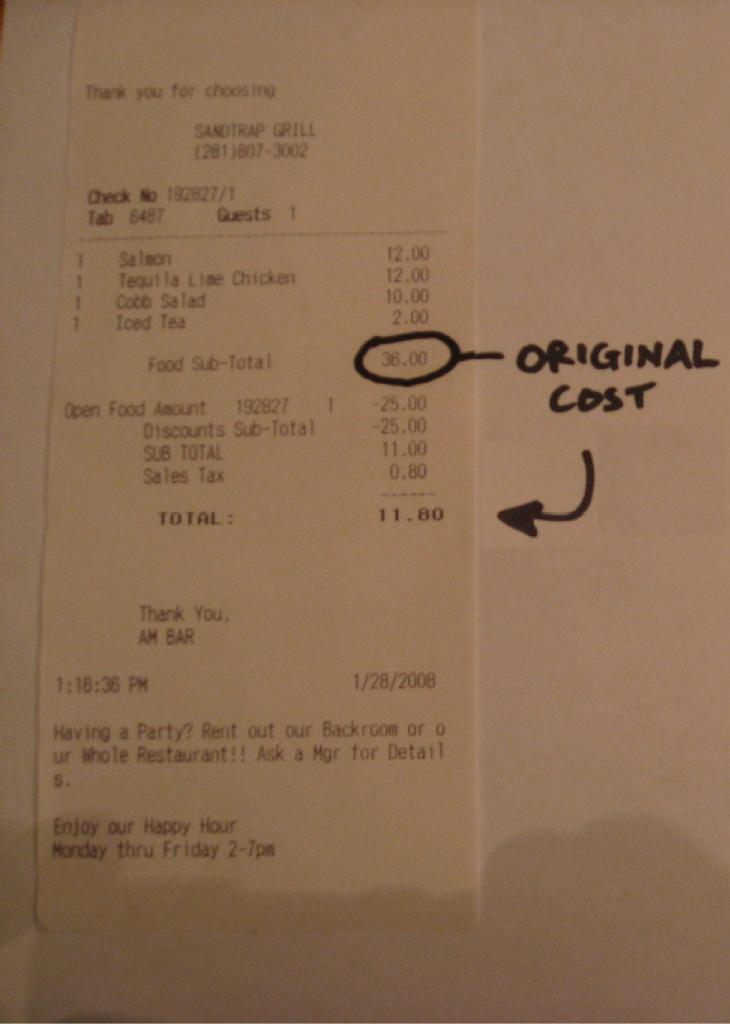 Thank you for choosing
SANDTRAP GRILL
(281)807-3002
Check No 192827/1
Tab 6487 Guests 1
1 Salmon 12.00
1 Tequila Lime Chicken 12.00
1 Cobb Salad 10.00
1 Iced Tea 2.00
Food Sub-Total 36.00
ORIGINAL
COST
Open Food Amount 192827 1 -25.00
Discounts Sub-Total -25.00
SUB TOTAL 11.00
Sales Tax 0.80
------
TOTAL: 11.80
Thank You,
AM BAR
1:16:36 PM 1/28/2008
Having a Party? Rent out our Backroom or o
ur Whole Restaurant!! Ask a Mgr for Detail
s.
Enjoy our Happy Hour
Monday thru Friday 2-7pm